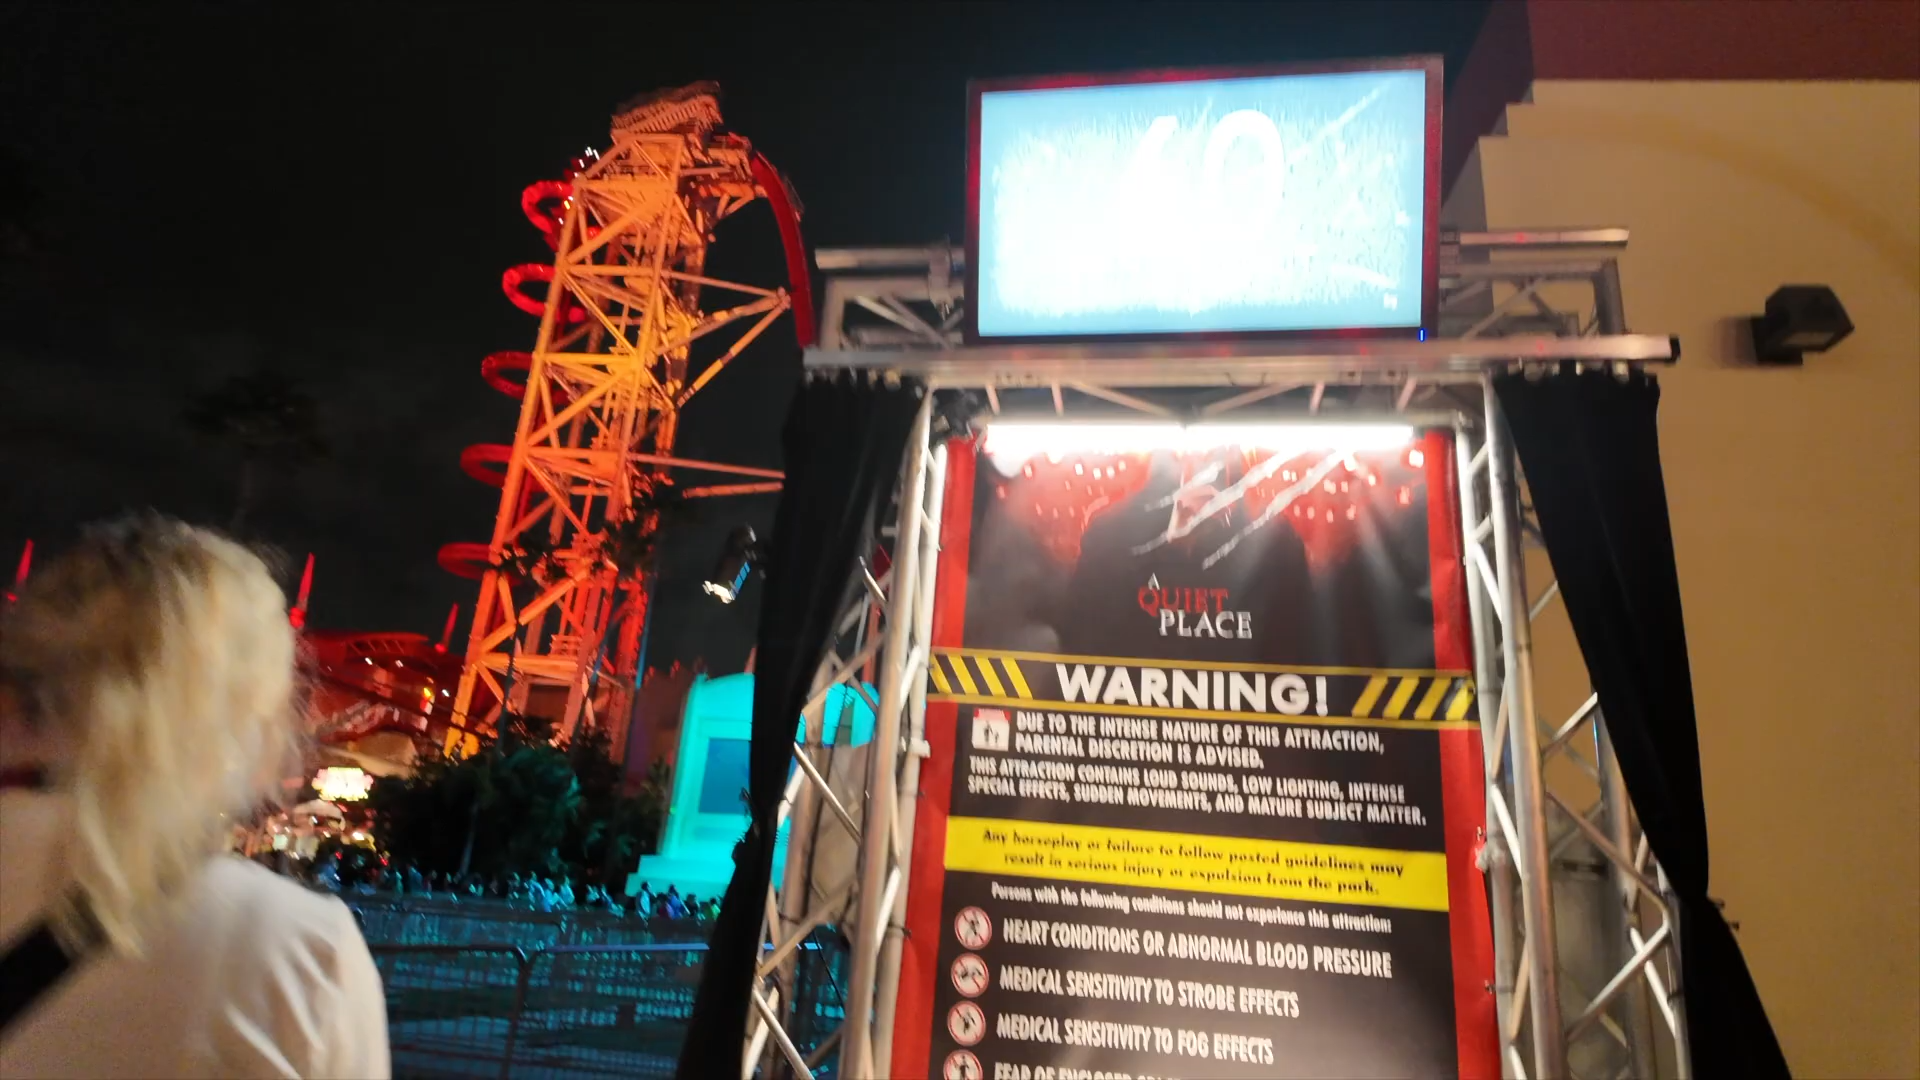 A
QUIET
PLACE
WARNING!
DUE TO THE INTENSE NATURE OF THIS ATTRACTION,
PARENTAL DISCRETION IS ADVISED.
THIS ATTRACTION CONTAINS LOUD SOUNDS, LOW LIGHTING, INTENSE
SPECIAL EFFECTS, SUDDEN MOVEMENTS, AND MATURE SUBJECT MATTER.
Any horseplay or failure to follow posted guidelines may
result in serious injury or expulsion from the park.
Persons with the following conditions should not experience this attraction:
HEART CONDITIONS OR ABNORMAL BLOOD PRESSURE
MEDICAL SENSITIVITY TO STROBE EFFECTS
MEDICAL SENSITIVITY TO FOG EFFECTS
FEAR OF ENCLOSED